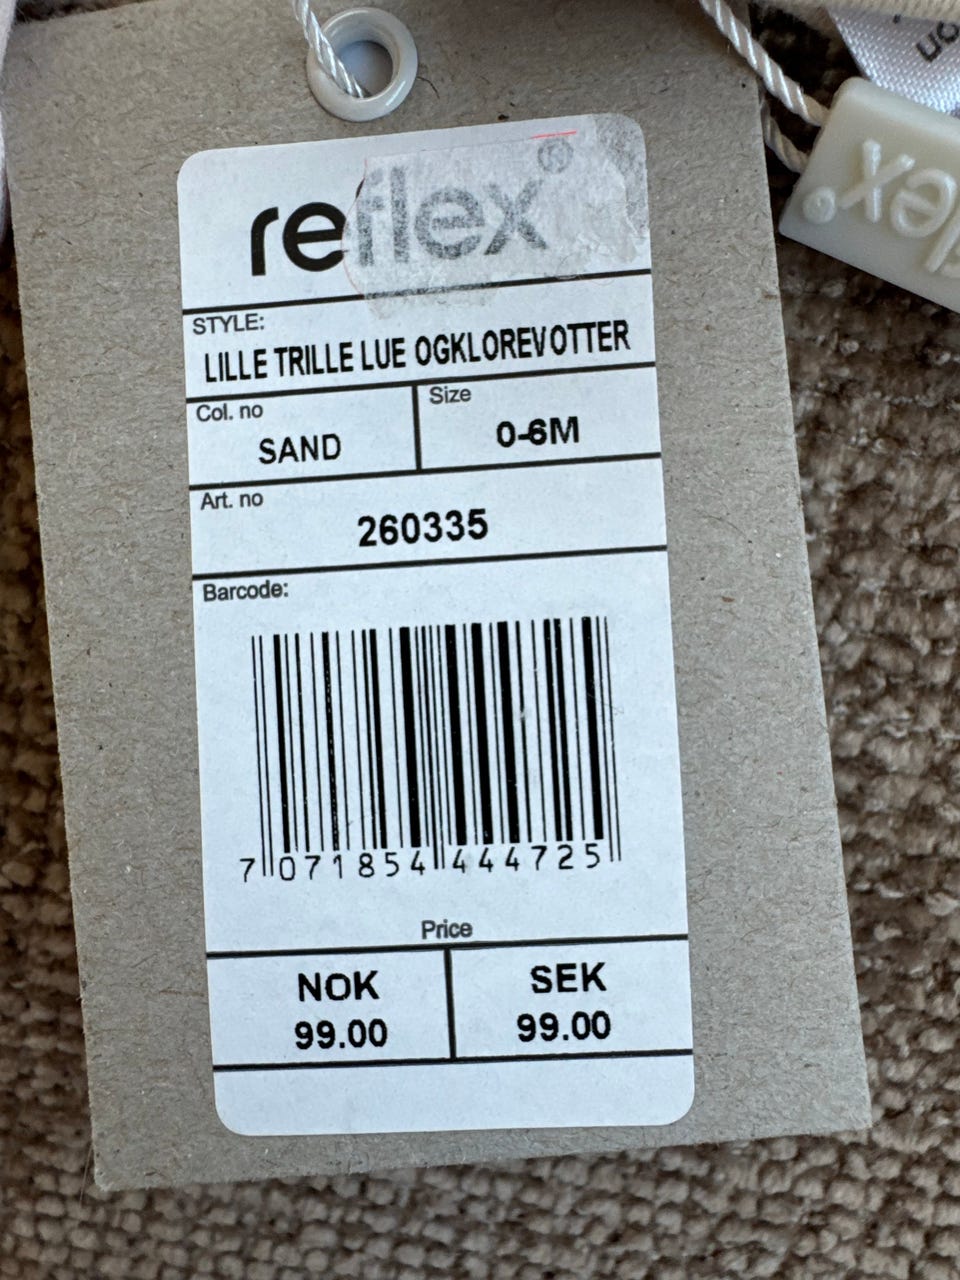 reflex®
STYLE:
LILLE TRILLE LUE OGKLOREVOTTER
Col. no
SAND
Size
0-6M
Art. no
260335
Barcode:
7 071854 444725
Price
NOK
99.00
SEK
99.00